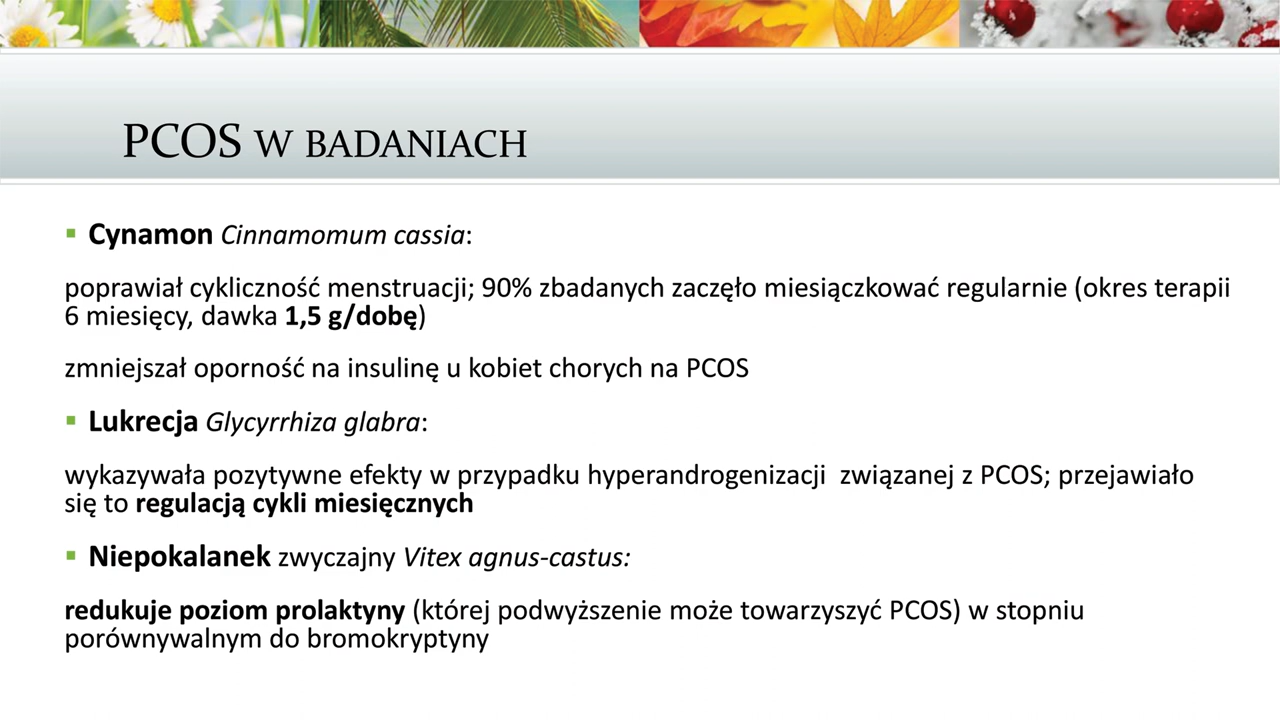 PCOS W BADANIACH
▪ Cynamon Cinnamomum cassia:
poprawiał cykliczność menstruacji; 90% zbadanych zaczęło miesiączkować regularnie (okres terapii
6 miesięcy, dawka 1,5 g/dobę)
zmniejszał oporność na insulinę u kobiet chorych na PCOS
▪ Lukrecja Glycyrrhiza glabra:
wykazywała pozytywne efekty w przypadku hyperandrogenizacji  związanej z PCOS; przejawiało
się to regulacją cykli miesięcznych
▪ Niepokalanek zwyczajny Vitex agnus-castus:
redukuje poziom prolaktyny (której podwyższenie może towarzyszyć PCOS) w stopniu
porównywalnym do bromokryptyny